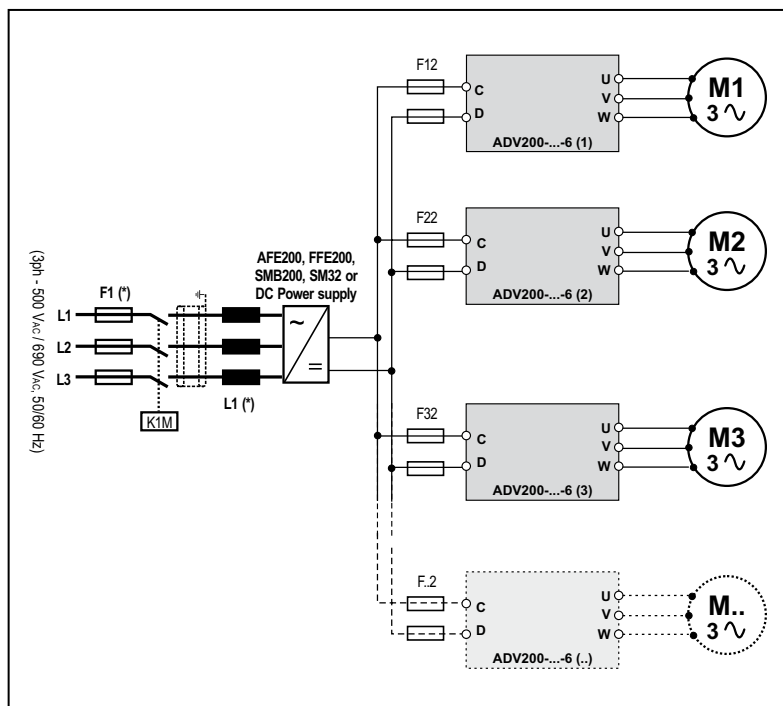 (3ph - 500 VAC / 690 VAC, 50/60 Hz)
L1
L2
L3
F1 (*)
K1M
L1 (*)
AFE200, FFE200,
SMB200, SM32 or
DC Power supply
~
=
F12
C
D
U
V
W
ADV200-...-6 (1)
M1
3
F22
C
D
U
V
W
ADV200-...-6 (2)
M2
3
F32
C
D
U
V
W
ADV200-...-6 (3)
M3
3
F..2
C
D
U
V
W
ADV200-...-6 (..)
M..
3